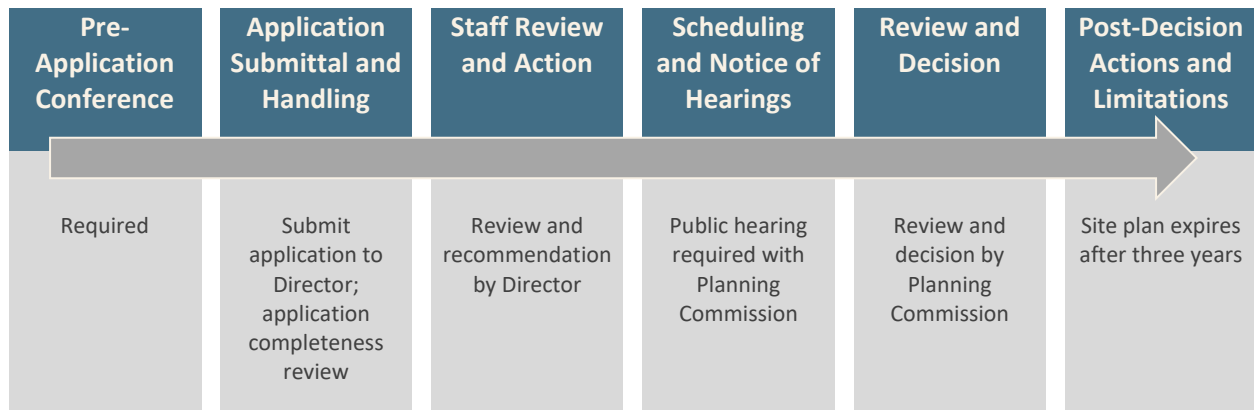 Pre-
Application
Conference
Application
Submittal and
Handling
Staff Review
and Action
Scheduling
and Notice of
Hearings
Review and
Decision
Post-Decision
Actions and
Limitations
Required
Submit
application to
Director;
application
completeness
review
Review and
recommendation
by Director
Public hearing
required with
Planning
Commission
Review and
decision by
Planning
Commission
Site plan expires
after three years